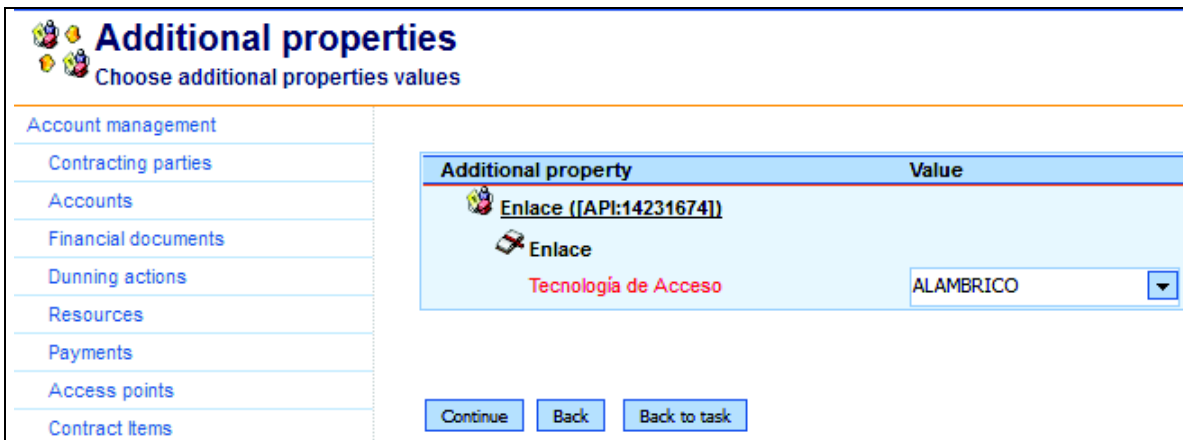 Additional properties
Choose additional properties values
Account management
Contracting parties
Accounts
Financial documents
Dunning actions
Resources
Payments
Access points
Contract Items
Additional property Value
Enlace ([API:14231674])
Enlace
Tecnología de Acceso ALAMBRICO
Continue Back Back to task